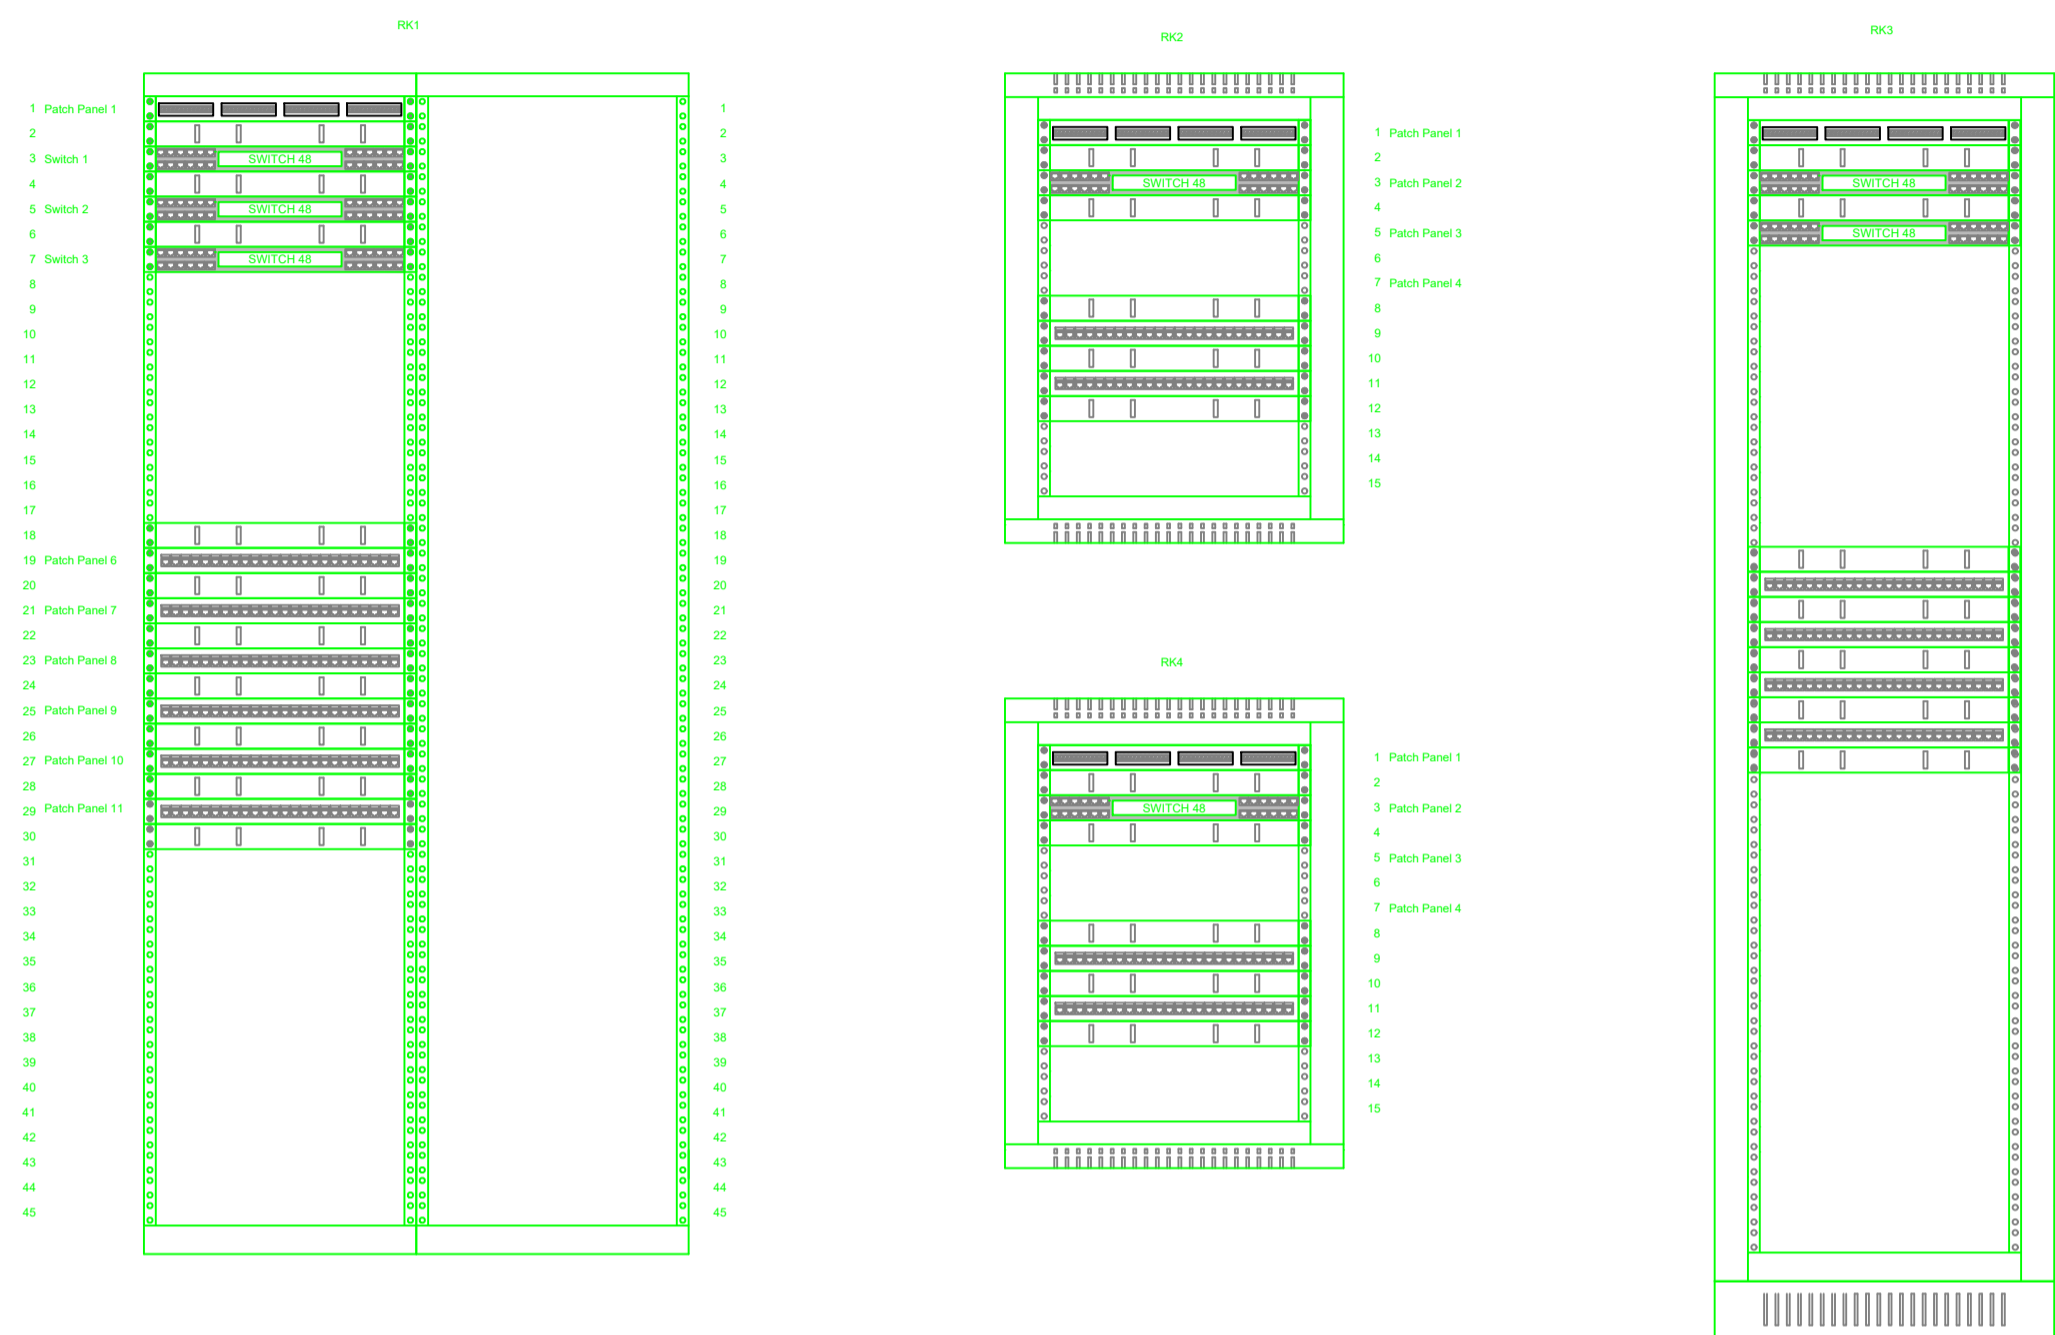 RK1
1 Patch Panel 1 1
2 2
3 Switch 1 SWITCH 48 3
4 4
5 Switch 2 SWITCH 48 5
6 6
7 Switch 3 SWITCH 48 7
8 8
9 9
10 10
11 11
12 12
13 13
14 14
15 15
16 16
17 17
18 18
19 Patch Panel 6 19
20 20
21 Patch Panel 7 21
22 22
23 Patch Panel 8 23
24 24
25 Patch Panel 9 25
26 26
27 Patch Panel 10 27
28 28
29 Patch Panel 11 29
30 30
31 31
32 32
33 33
34 34
35 35
36 36
37 37
38 38
39 39
40 40
41 41
42 42
43 43
44 44
45 45
RK2
1 Patch Panel 1
2
SWITCH 48 3 Patch Panel 2
4
5 Patch Panel 3
6
7 Patch Panel 4
8
9
10
11
12
13
14
15
RK4
1 Patch Panel 1
2
SWITCH 48 3 Patch Panel 2
4
5 Patch Panel 3
6
7 Patch Panel 4
8
9
10
11
12
13
14
15
RK3
SWITCH 48
SWITCH 48